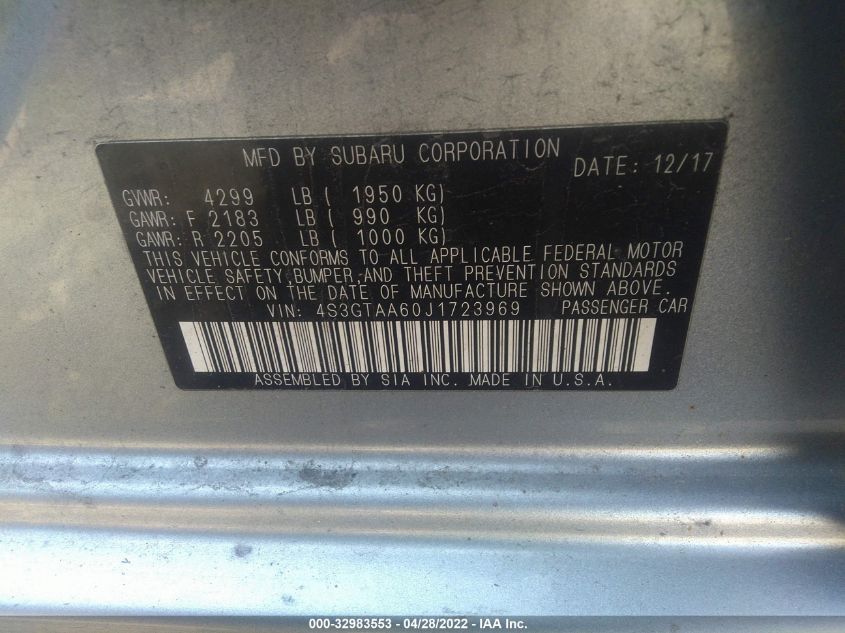 MFD BY SUBARU CORPORATION DATE: 12/17
GVWR: 4299 LB ( 1950 KG)
GAWR: F 2183 LB ( 990 KG)
GAWR: R 2205 LB ( 1000 KG)
THIS VEHICLE CONFORMS TO ALL APPLICABLE FEDERAL MOTOR
VEHICLE SAFETY,BUMPER,AND THEFT PREVENTION STANDARDS
IN EFFECT ON THE DATE OF MANUFACTURE SHOWN ABOVE.
VIN: 4S3GTAA60J1723969 PASSENGER CAR
ASSEMBLED BY SIA INC. MADE IN U.S.A.
000-32983553 - 04/28/2022 - IAA Inc.